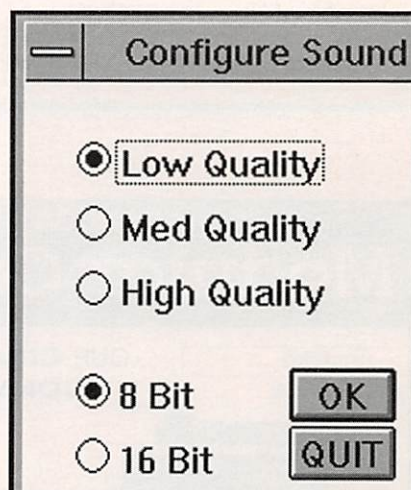 Configure Sound
Low Quality
Med Quality
High Quality
8 Bit
OK
16 Bit
QUIT